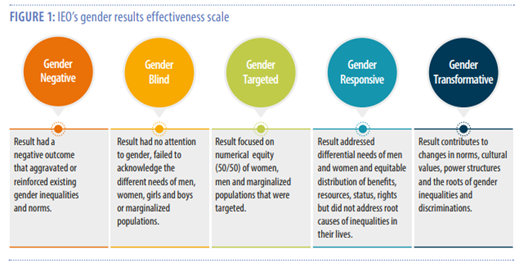 FIGURE 1: IEO's gender results effectiveness scale
Gender
Negative
Gender
Blind
Gender
Targeted
Gender
Responsive
Gender
Transformative
Result had a
negative outcome
that aggravated or
reinforced existing
gender inequalities
and norms.
Result had no attention
to gender, failed to
acknowledge the
different needs of men,
women, girls and boys
or marginalized
populations.
Result focused on
numerical equity
(50/50) of women,
men and marginalized
populations that were
targeted.
Result addressed
differential needs of men
and women and equitable
distribution of benefits,
resources, status, rights
but did not address root
causes of inequalities in
their lives.
Result contributes to
changes in norms, cultural
values, power structures
and the roots of gender
inequalities and
discriminations.